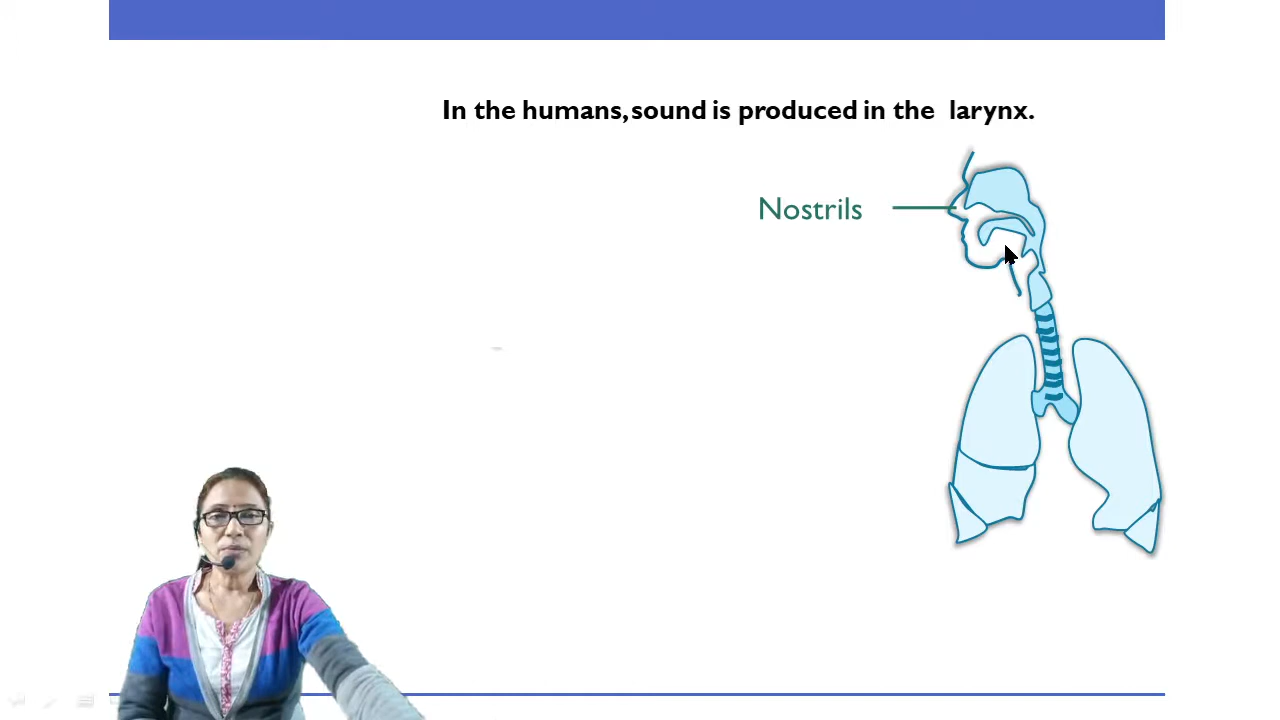 In the humans, sound is produced in the larynx.
Nostrils